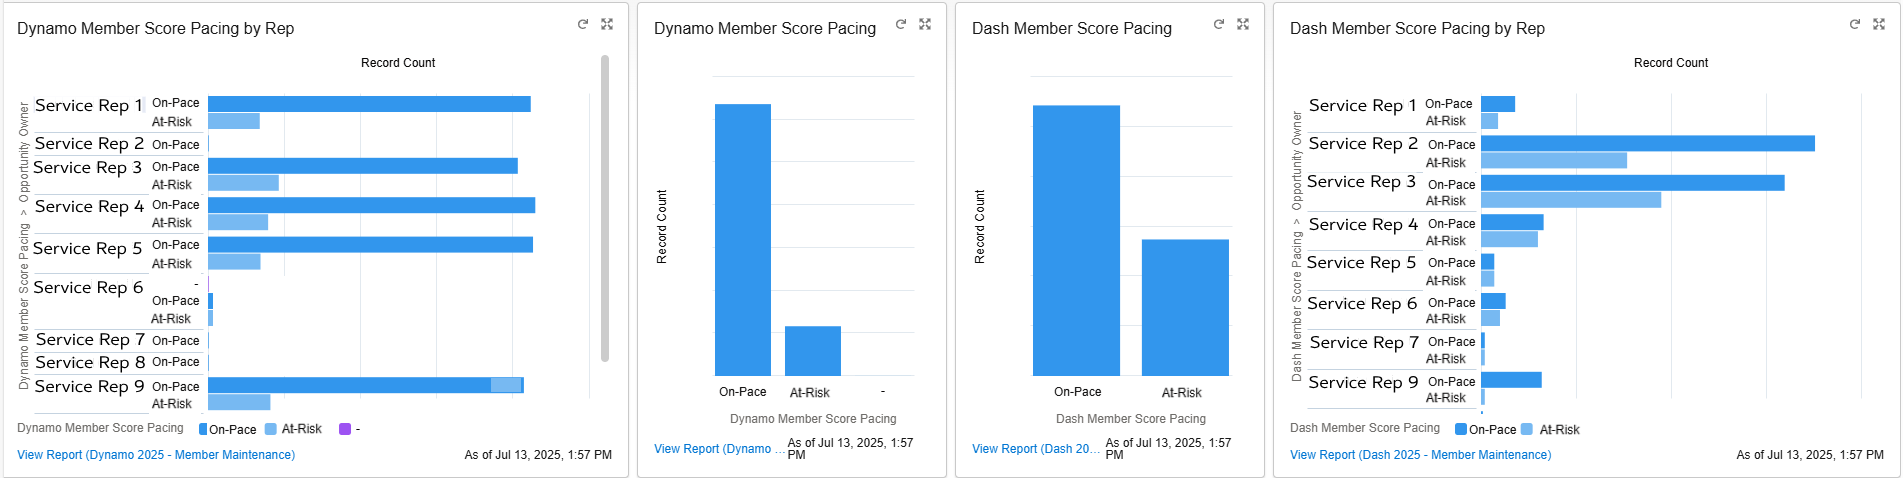 Dynamo Member Score Pacing by Rep
Record Count
Dynamo Member Score Pacing > Opportunity Owner
Service Rep 1 On-Pace
At-Risk
Service Rep 2 On-Pace
Service Rep 3 On-Pace
At-Risk
Service Rep 4 On-Pace
At-Risk
Service Rep 5 On-Pace
At-Risk
Service Rep 6 -
On-Pace
At-Risk
Service Rep 7 On-Pace
Service Rep 8 On-Pace
Service Rep 9 On-Pace
At-Risk
Dynamo Member Score Pacing On-Pace At-Risk -
View Report (Dynamo 2025 - Member Maintenance) As of Jul 13, 2025, 1:57 PM
Dynamo Member Score Pacing
Record Count
On-Pace At-Risk -
Dynamo Member Score Pacing
View Report (Dynamo ... As of Jul 13, 2025, 1:57
PM
Dash Member Score Pacing
Record Count
On-Pace At-Risk
Dash Member Score Pacing
View Report (Dash 20... As of Jul 13, 2025, 1:57
PM
Dash Member Score Pacing by Rep
Record Count
Dash Member Score Pacing > Opportunity Owner
Service Rep 1 On-Pace
At-Risk
Service Rep 2 On-Pace
At-Risk
Service Rep 3 On-Pace
At-Risk
Service Rep 4 On-Pace
At-Risk
Service Rep 5 On-Pace
At-Risk
Service Rep 6 On-Pace
At-Risk
Service Rep 7 On-Pace
At-Risk
Service Rep 9 On-Pace
At-Risk
Dash Member Score Pacing On-Pace At-Risk
View Report (Dash 2025 - Member Maintenance) As of Jul 13, 2025, 1:57 PM